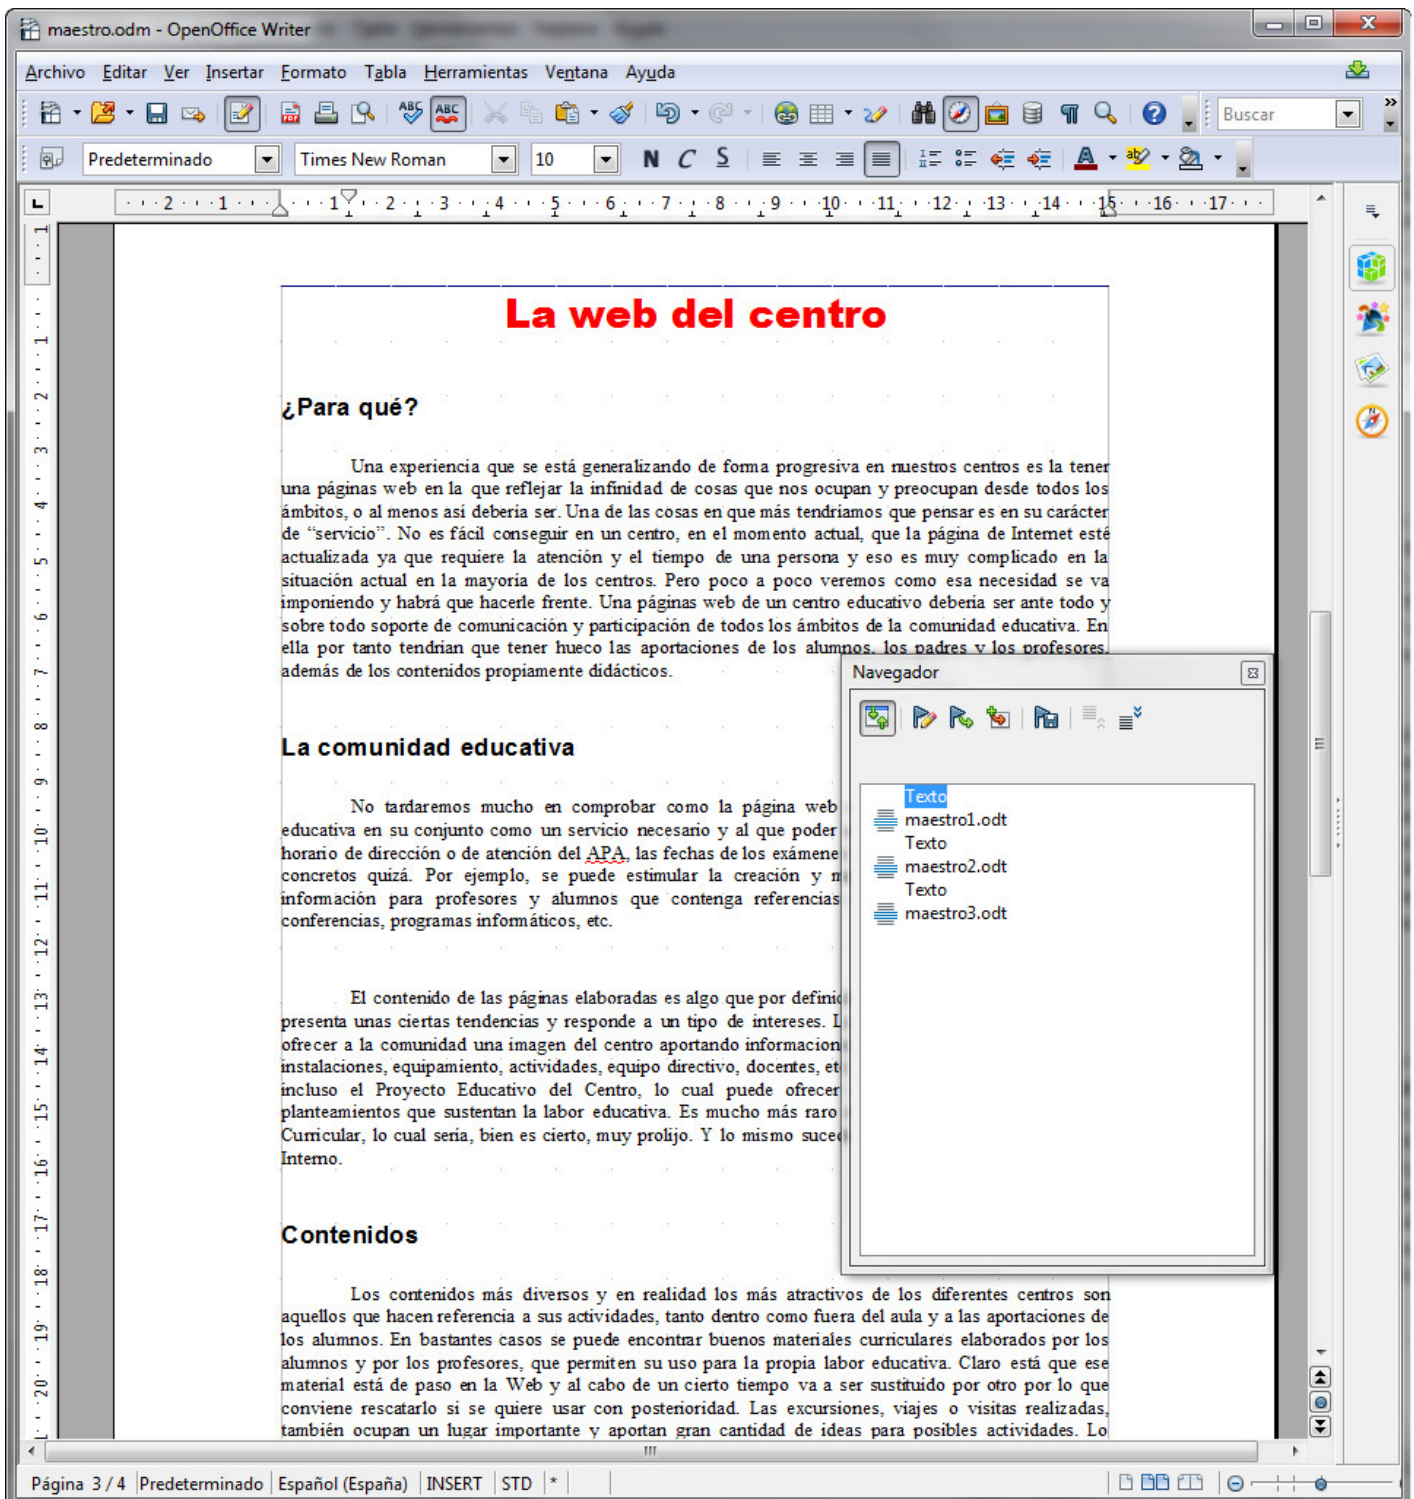 maestro.odm - OpenOffice Writer
Archivo Editar Ver Insertar Formato Tabla Herramientas Ventana Ayuda
Buscar
Predeterminado Times New Roman 10 N C S
2 1 1 2 3 4 5 6 7 8 9 10 11 12 13 14 15 16 17
La web del centro
¿Para qué?
Una experiencia que se está generalizando de forma progresiva en nuestros centros es la tener
una páginas web en la que reflejar la infinidad de cosas que nos ocupan y preocupan desde todos los
ámbitos, o al menos así debería ser. Una de las cosas en que más tendríamos que pensar es en su carácter
de “servicio”. No es fácil conseguir en un centro, en el momento actual, que la página de Internet esté
actualizada ya que requiere la atención y el tiempo de una persona y eso es muy complicado en la
situación actual en la mayoría de los centros. Pero poco a poco veremos como esa necesidad se va
imponiendo y habrá que hacerle frente. Una páginas web de un centro educativo debería ser ante todo y
sobre todo soporte de comunicación y participación de todos los ámbitos de la comunidad educativa. En
ella por tanto tendrían que tener hueco las aportaciones de los alumnos, los padres y los profesores,
además de los contenidos propiamente didácticos.
La comunidad educativa
No tardaremos mucho en comprobar como la página web
educativa en su conjunto como un servicio necesario y al que poder
horario de dirección o de atención del APA, las fechas de los exámene
concretos quizá. Por ejemplo, se puede estimular la creación y m
información para profesores y alumnos que contenga referencias
conferencias, programas informáticos, etc.
El contenido de las páginas elaboradas es algo que por definic
presenta unas ciertas tendencias y responde a un tipo de intereses. L
ofrecer a la comunidad una imagen del centro aportando informacion
instalaciones, equipamiento, actividades, equipo directivo, docentes, et
incluso el Proyecto Educativo del Centro, lo cual puede ofrecer
planteamientos que sustentan la labor educativa. Es mucho más raro
Curricular, lo cual sería, bien es cierto, muy prolijo. Y lo mismo suced
Interno.
Contenidos
Los contenidos más diversos y en realidad los más atractivos de los diferentes centros son
aquellos que hacen referencia a sus actividades, tanto dentro como fuera del aula y a las aportaciones de
los alumnos. En bastantes casos se puede encontrar buenos materiales curriculares elaborados por los
alumnos y por los profesores, que permiten su uso para la propia labor educativa. Claro está que ese
material está de paso en la Web y al cabo de un cierto tiempo va a ser sustituido por otro por lo que
conviene rescatarlo si se quiere usar con posterioridad. Las excursiones, viajes o visitas realizadas,
también ocupan un lugar importante y aportan gran cantidad de ideas para posibles actividades. Lo
Navegador
Texto
maestro1.odt
Texto
maestro2.odt
Texto
maestro3.odt
Página 3 / 4 Predeterminado Español (España) INSERT STD *